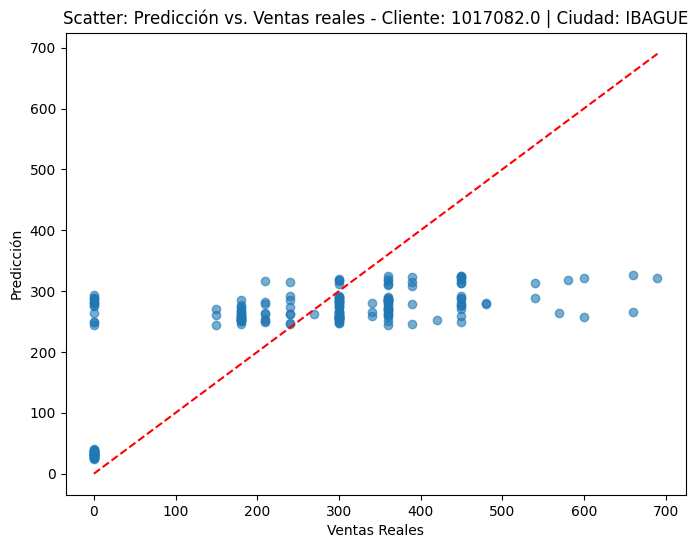 Scatter: Predicción vs. Ventas reales - Cliente: 1017082.0 | Ciudad: IBAGUE
700
600
500
400
300
200
100
0
Predicción
0 100 200 300 400 500 600 700
Ventas Reales